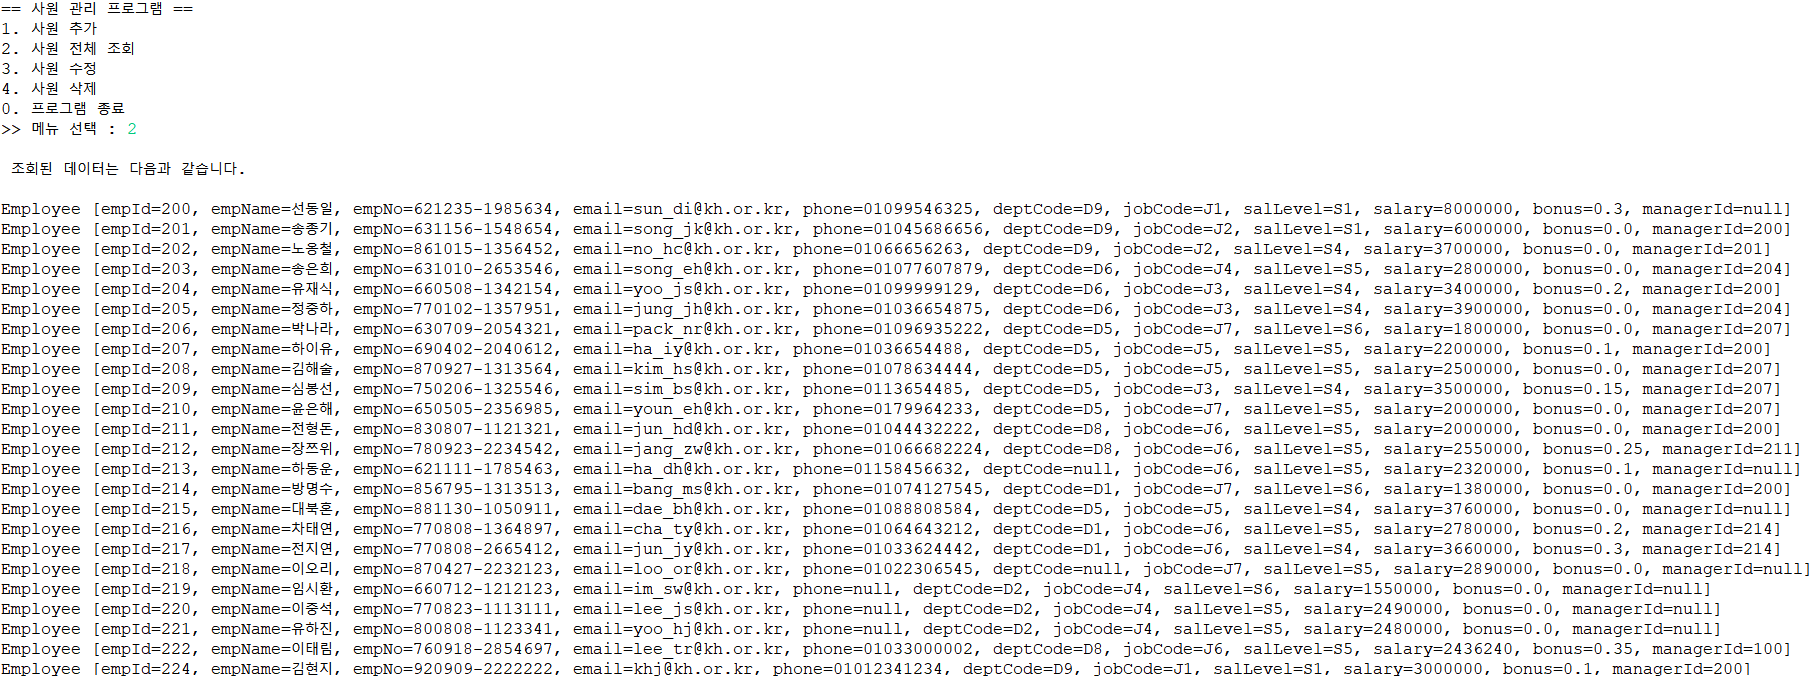 == 사원 관리 프로그램 ==
1. 사원 추가
2. 사원 전체 조회
3. 사원 수정
4. 사원 삭제
0. 프로그램 종료
>> 메뉴 선택 : 2
조회된 데이터는 다음과 같습니다.
Employee [empId=200, empName=선동일, empNo=621235-1985634, email=sun_di@kh.or.kr, phone=01099546325, deptCode=D9, jobCode=J1, salLevel=S1, salary=8000000, bonus=0.3, managerId=null]
Employee [empId=201, empName=송종기, empNo=631156-1548654, email=song_jk@kh.or.kr, phone=01045686656, deptCode=D9, jobCode=J2, salLevel=S1, salary=6000000, bonus=0.0, managerId=200]
Employee [empId=202, empName=노옹철, empNo=861015-1356452, email=no_hc@kh.or.kr, phone=01066656263, deptCode=D9, jobCode=J2, salLevel=S4, salary=3700000, bonus=0.0, managerId=201]
Employee [empId=203, empName=송은희, empNo=631010-2653546, email=song_eh@kh.or.kr, phone=01077607879, deptCode=D6, jobCode=J4, salLevel=S5, salary=2800000, bonus=0.0, managerId=204]
Employee [empId=204, empName=유재식, empNo=660508-1342154, email=yoo_js@kh.or.kr, phone=01099999129, deptCode=D6, jobCode=J3, salLevel=S4, salary=3400000, bonus=0.2, managerId=200]
Employee [empId=205, empName=정중하, empNo=770102-1357951, email=jung_jh@kh.or.kr, phone=01036654875, deptCode=D6, jobCode=J3, salLevel=S4, salary=3900000, bonus=0.0, managerId=204]
Employee [empId=206, empName=박나라, empNo=630709-2054321, email=pack_nr@kh.or.kr, phone=01096935222, deptCode=D5, jobCode=J7, salLevel=S6, salary=1800000, bonus=0.0, managerId=207]
Employee [empId=207, empName=하이유, empNo=690402-2040612, email=ha_iy@kh.or.kr, phone=01036654488, deptCode=D5, jobCode=J5, salLevel=S5, salary=2200000, bonus=0.1, managerId=200]
Employee [empId=208, empName=김해술, empNo=870927-1313564, email=kim_hs@kh.or.kr, phone=01078634444, deptCode=D5, jobCode=J5, salLevel=S5, salary=2500000, bonus=0.0, managerId=207]
Employee [empId=209, empName=심봉선, empNo=750206-1325546, email=sim_bs@kh.or.kr, phone=0113654485, deptCode=D5, jobCode=J3, salLevel=S4, salary=3500000, bonus=0.15, managerId=207]
Employee [empId=210, empName=윤은해, empNo=650505-2356985, email=youn_eh@kh.or.kr, phone=0179964233, deptCode=D5, jobCode=J7, salLevel=S5, salary=2000000, bonus=0.0, managerId=207]
Employee [empId=211, empName=전형돈, empNo=830807-1121321, email=jun_hd@kh.or.kr, phone=01044432222, deptCode=D8, jobCode=J6, salLevel=S5, salary=2000000, bonus=0.0, managerId=200]
Employee [empId=212, empName=장쯔위, empNo=780923-2234542, email=jang_zw@kh.or.kr, phone=01066682224, deptCode=D8, jobCode=J6, salLevel=S5, salary=2550000, bonus=0.25, managerId=211]
Employee [empId=213, empName=하동운, empNo=621111-1785463, email=ha_dh@kh.or.kr, phone=01158456632, deptCode=null, jobCode=J6, salLevel=S5, salary=2320000, bonus=0.1, managerId=null]
Employee [empId=214, empName=방명수, empNo=856795-1313513, email=bang_ms@kh.or.kr, phone=01074127545, deptCode=D1, jobCode=J7, salLevel=S6, salary=1380000, bonus=0.0, managerId=200]
Employee [empId=215, empName=대북혼, empNo=881130-1050911, email=dae_bh@kh.or.kr, phone=01088808584, deptCode=D5, jobCode=J5, salLevel=S4, salary=3760000, bonus=0.0, managerId=null]
Employee [empId=216, empName=차태연, empNo=770808-1364897, email=cha_ty@kh.or.kr, phone=01064643212, deptCode=D1, jobCode=J6, salLevel=S5, salary=2780000, bonus=0.2, managerId=214]
Employee [empId=217, empName=전지연, empNo=770808-2665412, email=jun_jy@kh.or.kr, phone=01033624442, deptCode=D1, jobCode=J6, salLevel=S4, salary=3660000, bonus=0.3, managerId=214]
Employee [empId=218, empName=이오리, empNo=870427-2232123, email=loo_or@kh.or.kr, phone=01022306545, deptCode=null, jobCode=J7, salLevel=S5, salary=2890000, bonus=0.0, managerId=null]
Employee [empId=219, empName=임시환, empNo=660712-1212123, email=im_sw@kh.or.kr, phone=null, deptCode=D2, jobCode=J4, salLevel=S6, salary=1550000, bonus=0.0, managerId=null]
Employee [empId=220, empName=이중석, empNo=770823-1113111, email=lee_js@kh.or.kr, phone=null, deptCode=D2, jobCode=J4, salLevel=S5, salary=2490000, bonus=0.0, managerId=null]
Employee [empId=221, empName=유하진, empNo=800808-1123341, email=yoo_hj@kh.or.kr, phone=null, deptCode=D2, jobCode=J4, salLevel=S5, salary=2480000, bonus=0.0, managerId=null]
Employee [empId=222, empName=이태림, empNo=760918-2854697, email=lee_tr@kh.or.kr, phone=01033000002, deptCode=D8, jobCode=J6, salLevel=S5, salary=2436240, bonus=0.35, managerId=100]
Employee [empId=224, empName=김현지, empNo=920909-2222222, email=khj@kh.or.kr, phone=01012341234, deptCode=D9, jobCode=J1, salLevel=S1, salary=3000000, bonus=0.1, managerId=200]